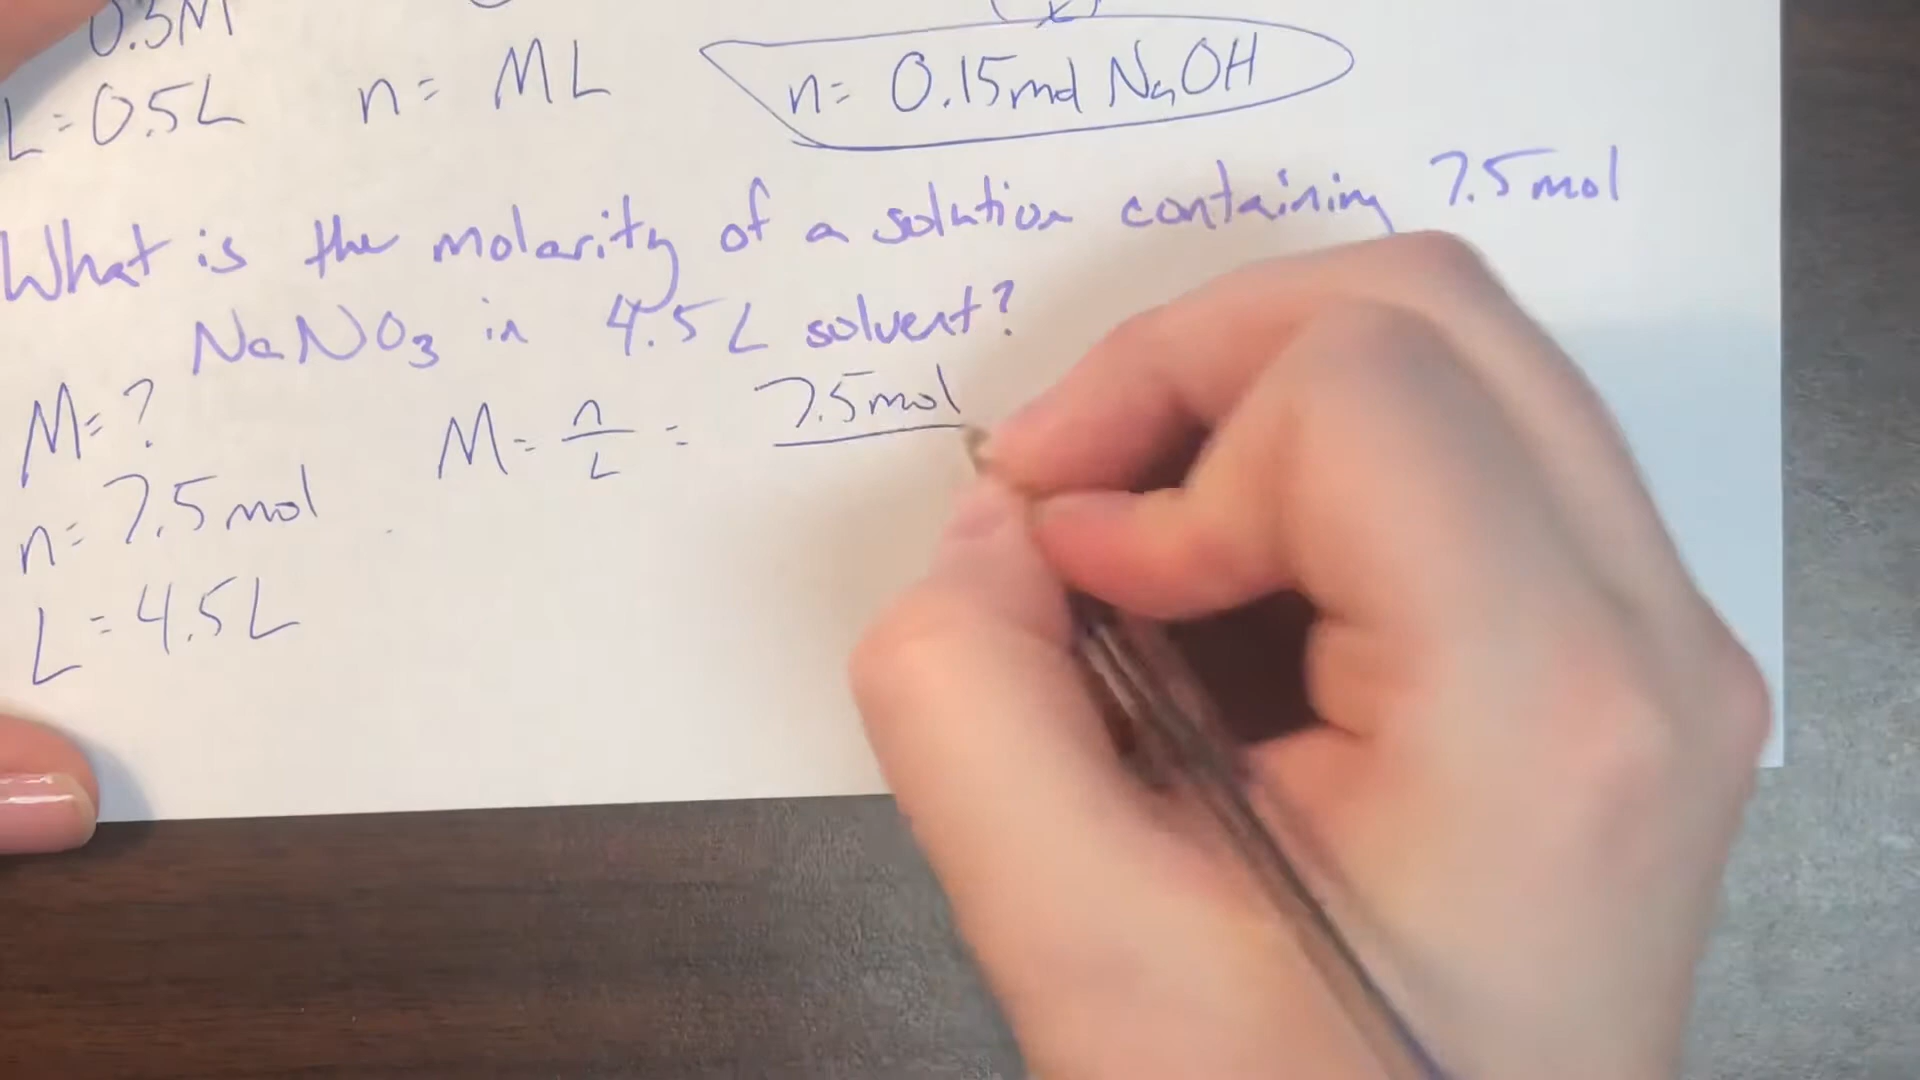 0.3M
L=0.5L n= ML n= 0.15mol NaOH
What is the molarity of a solution containing 7.5mol
NaNO3 in 4.5L solvent?
M=? M= n/L = 7.5mol
n=7.5mol
L=4.5L